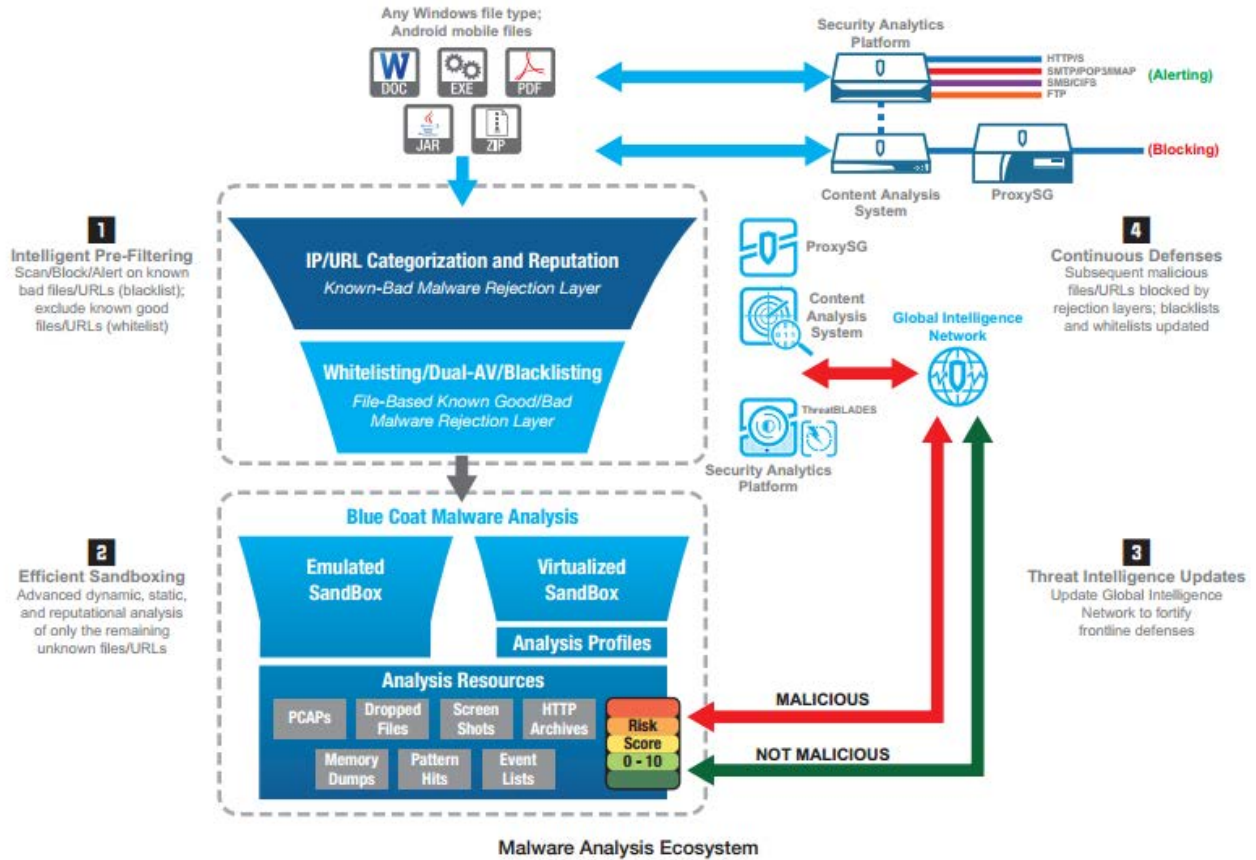 Any Windows file type;
Android mobile files
DOC
EXE
PDF
JAR
ZIP
Security Analytics
Platform
HTTP/S
SMTP/POP3/IMAP
SMB/CIFS
FTP
(Alerting)
(Blocking)
Content Analysis
System
ProxySG
1
Intelligent Pre-Filtering
Scan/Block/Alert on known
bad files/URLs (blacklist);
exclude known good
files/URLs (whitelist)
IP/URL Categorization and Reputation
Known-Bad Malware Rejection Layer
Whitelisting/Dual-AV/Blacklisting
File-Based Known Good/Bad
Malware Rejection Layer
ProxySG
Content
Analysis
System
ThreatBLADES
Security Analytics
Platform
Global Intelligence
Network
4
Continuous Defenses
Subsequent malicious
files/URLs blocked by
rejection layers; blacklists
and whitelists updated
2
Efficient Sandboxing
Advanced dynamic, static,
and reputational analysis
of only the remaining
unknown files/URLs
Blue Coat Malware Analysis
Emulated
SandBox
Virtualized
SandBox
Analysis Profiles
Analysis Resources
PCAPs
Dropped
Files
Screen
Shots
HTTP
Archives
Memory
Dumps
Pattern
Hits
Event
Lists
Risk
Score
0 - 10
MALICIOUS
NOT MALICIOUS
3
Threat Intelligence Updates
Update Global Intelligence
Network to fortify
frontline defenses
Malware Analysis Ecosystem